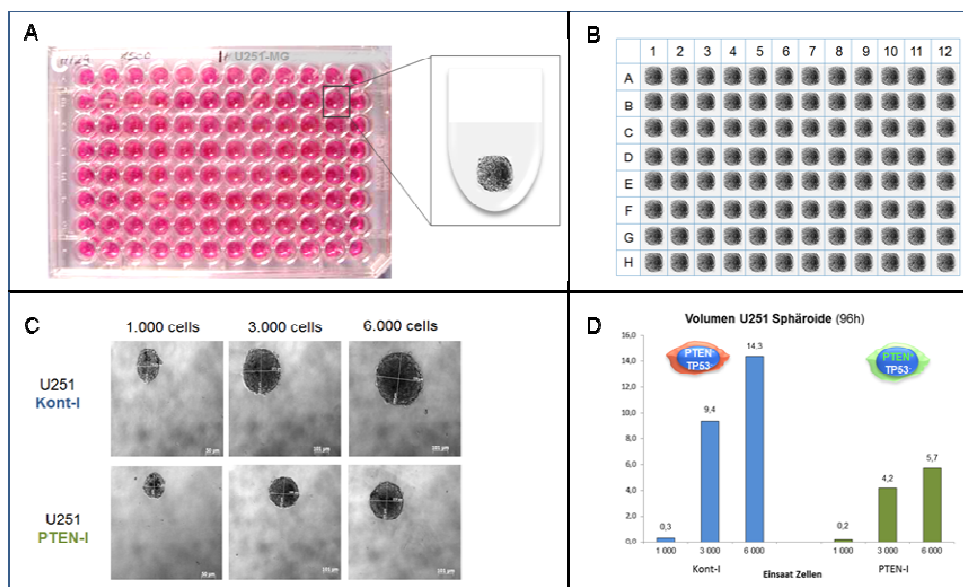 A
U251-MG
B
1 2 3 4 5 6 7 8 9 10 11 12
A
B
C
D
E
F
G
H
C
1.000 cells 3.000 cells 6.000 cells
U251
Kont-I
U251
PTEN-I
D
Volumen U251 Sphäroide (96h)
16,0
14,0
12,0
10,0
8,0
6,0
4,0
2,0
0,0
PTEN
TP53
PTEN+
TP53-
0,3
9,4
14,3
0,2
4,2
5,7
1 000 3 000 6 000 1 000 3 000 6 000
Kont-I Einsaat Zellen PTEN-I